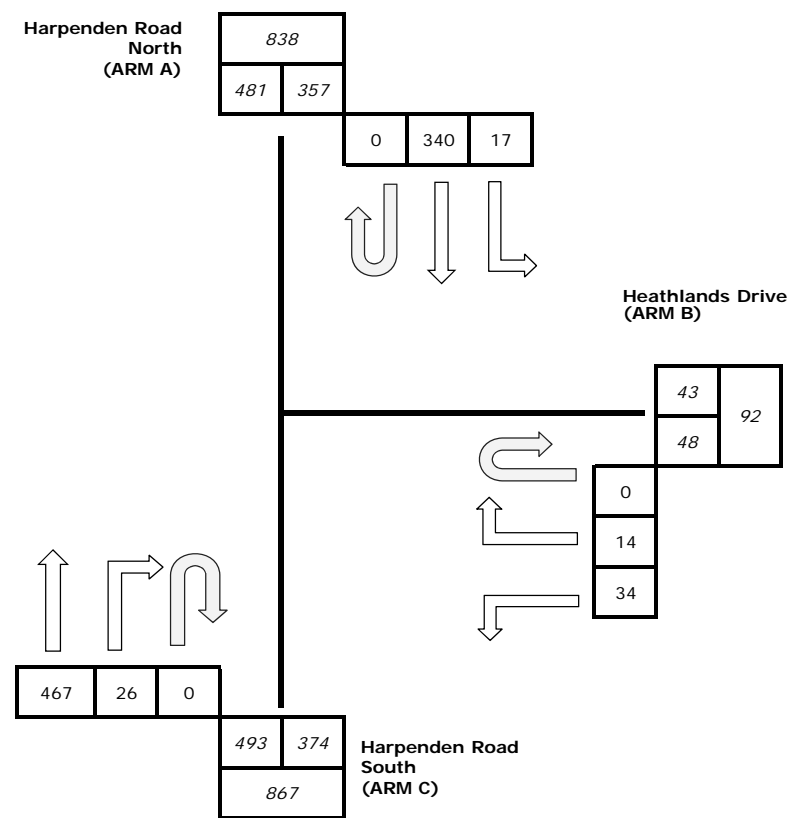 Harpenden Road
North
(ARM A)
838
481 357
0 340 17
Heathlands Drive
(ARM B)
43
92
48
0
14
34
467 26 0
493 374
867
Harpenden Road
South
(ARM C)